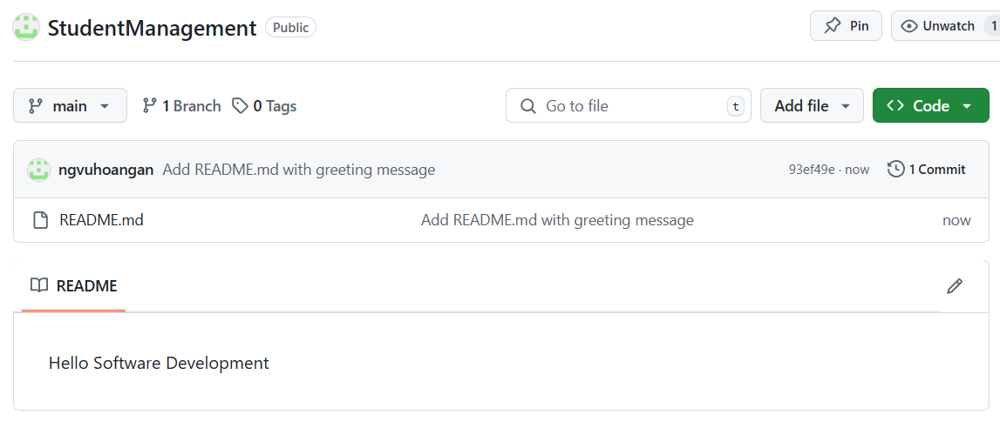 StudentManagement Public Pin Unwatch 1
main 1 Branch 0 Tags Go to file t Add file Code
ngvuhoangan Add README.md with greeting message 93ef49e · now 1 Commit
README.md Add README.md with greeting message now
README
Hello Software Development